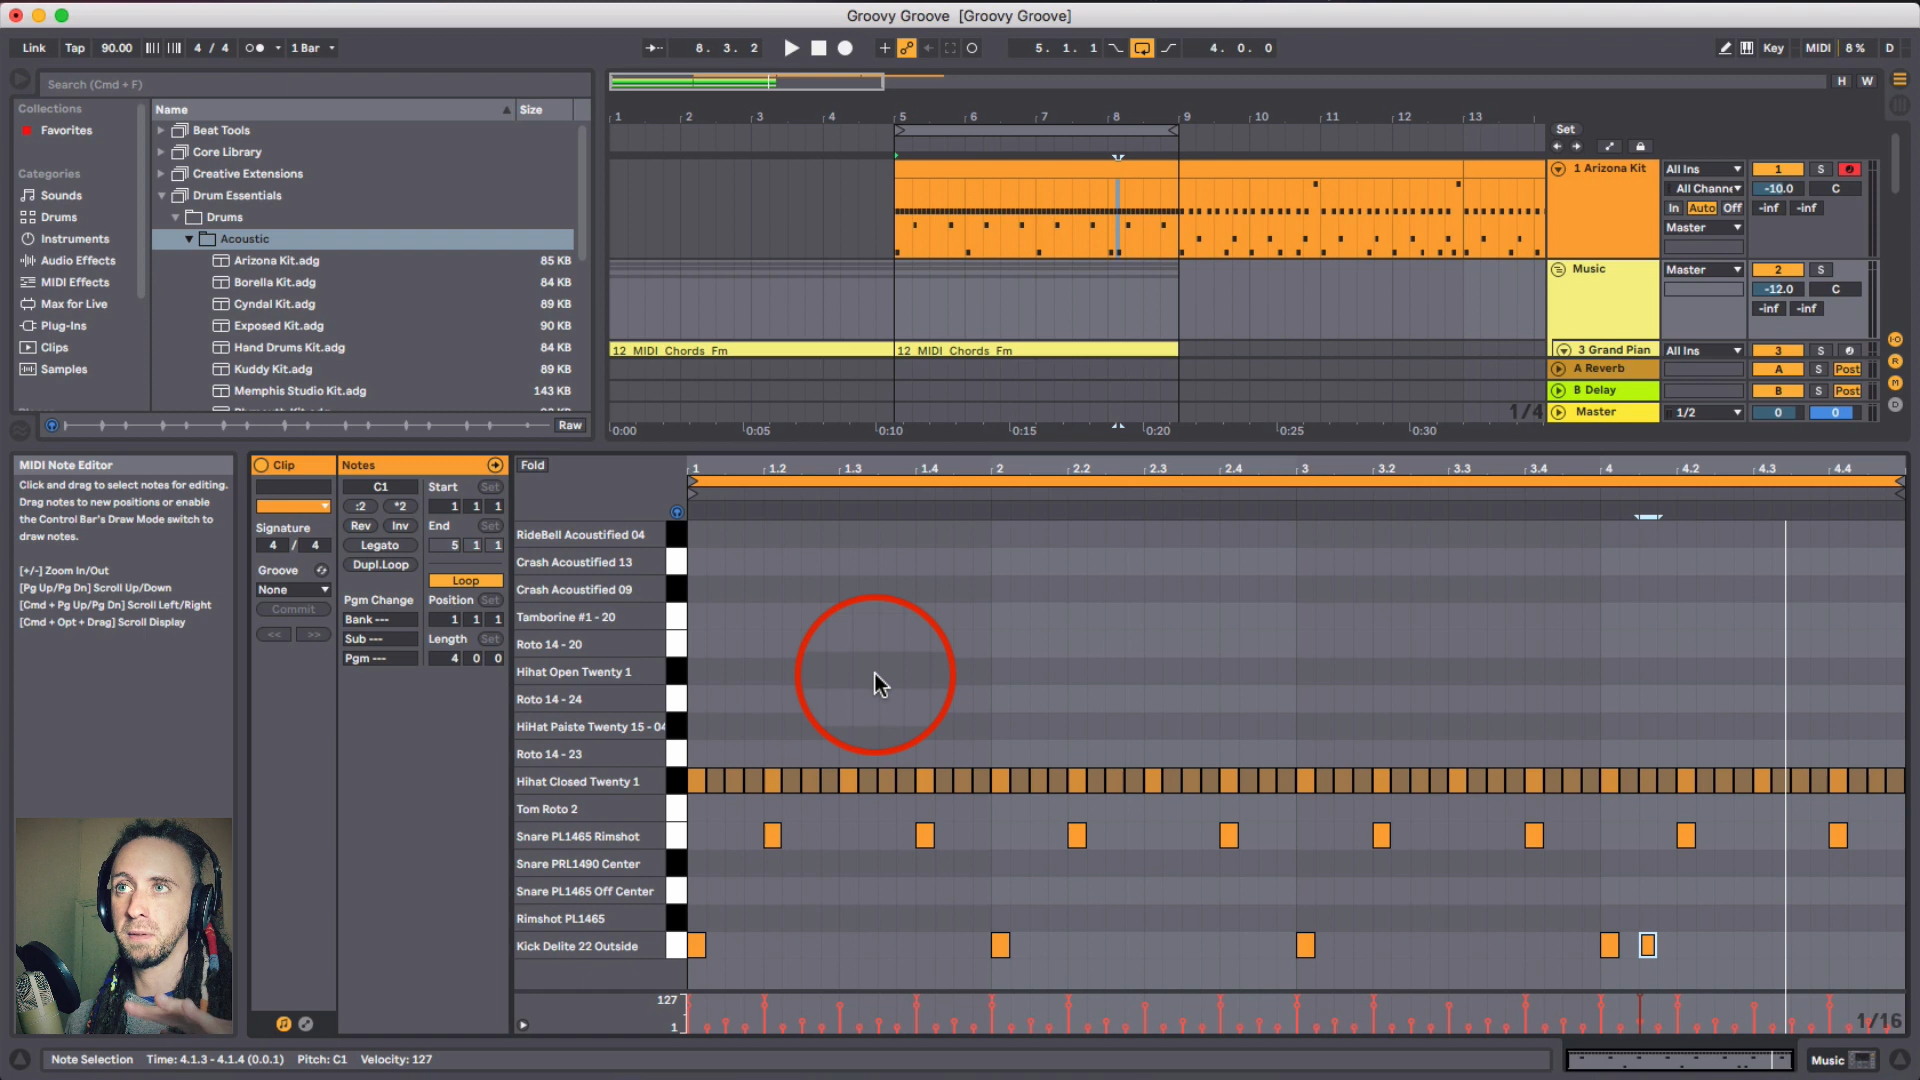 Groovy Groove  [Groovy Groove]
Link Tap 90.00 4 / 4 1 Bar 8. 3. 2 5. 1. 1 4. 0. 0 Key MIDI 8 % D
Search (Cmd + F)
H W
Collections
Favorites
Categories
Sounds
Drums
Instruments
Audio Effects
MIDI Effects
Max for Live
Plug-Ins
Clips
Samples
Name Size
Beat Tools
Core Library
Creative Extensions
Drum Essentials
Drums
Acoustic
Arizona Kit.adg 85 KB
Borella Kit.adg 84 KB
Cyndal Kit.adg 89 KB
Exposed Kit.adg 90 KB
Hand Drums Kit.adg 84 KB
Kuddy Kit.adg 89 KB
Memphis Studio Kit.adg 143 KB
Raw
1 2 3 4 5 6 7 8 9 10 11 12 13
Set
1 Arizona Kit All Ins 1 S
All Channe -10.0 C
In Auto Off -inf -inf
Master
Music Master 2 S
-12.0 C
-inf -inf
12 MIDI Chords Fm 12 MIDI Chords Fm 3 Grand Pian All Ins 3 S
A Reverb A S Post
B Delay B S Post
1/4 Master 1/2 0 0
0:00 0:05 0:10 0:15 0:20 0:25 0:30
IO
R
M
D
MIDI Note Editor
Click and drag to select notes for editing.
Drag notes to new positions or enable
the Control Bar's Draw Mode switch to
draw notes.
[+/-] Zoom In/Out
[Pg Up/Pg Dn] Scroll Up/Down
[Cmd + Pg Up/Pg Dn] Scroll Left/Right
[Cmd + Opt + Drag] Scroll Display
Clip
Signature
4 / 4
Groove
None
Commit
<< >>
Notes
C1
:2 *2
Rev Inv
Legato
Dupl.Loop
Pgm Change
Bank ---
Sub ---
Pgm ---
Start Set
1 1 1
End Set
5 1 1
Loop
Position Set
1 1 1
Length Set
4 0 0
Fold
1 1.2 1.3 1.4 2 2.2 2.3 2.4 3 3.2 3.3 3.4 4 4.2 4.3 4.4
RideBell Acoustified 04
Crash Acoustified 13
Crash Acoustified 09
Tamborine #1 - 20
Roto 14 - 20
Hihat Open Twenty 1
Roto 14 - 24
HiHat Paiste Twenty 15 - 04
Roto 14 - 23
Hihat Closed Twenty 1
Tom Roto 2
Snare PL1465 Rimshot
Snare PRL1490 Center
Snare PL1465 Off Center
Rimshot PL1465
Kick Delite 22 Outside
127
1
1/16
Note Selection Time: 4.1.3 - 4.1.4 (0.0.1) Pitch: C1 Velocity: 127
Music